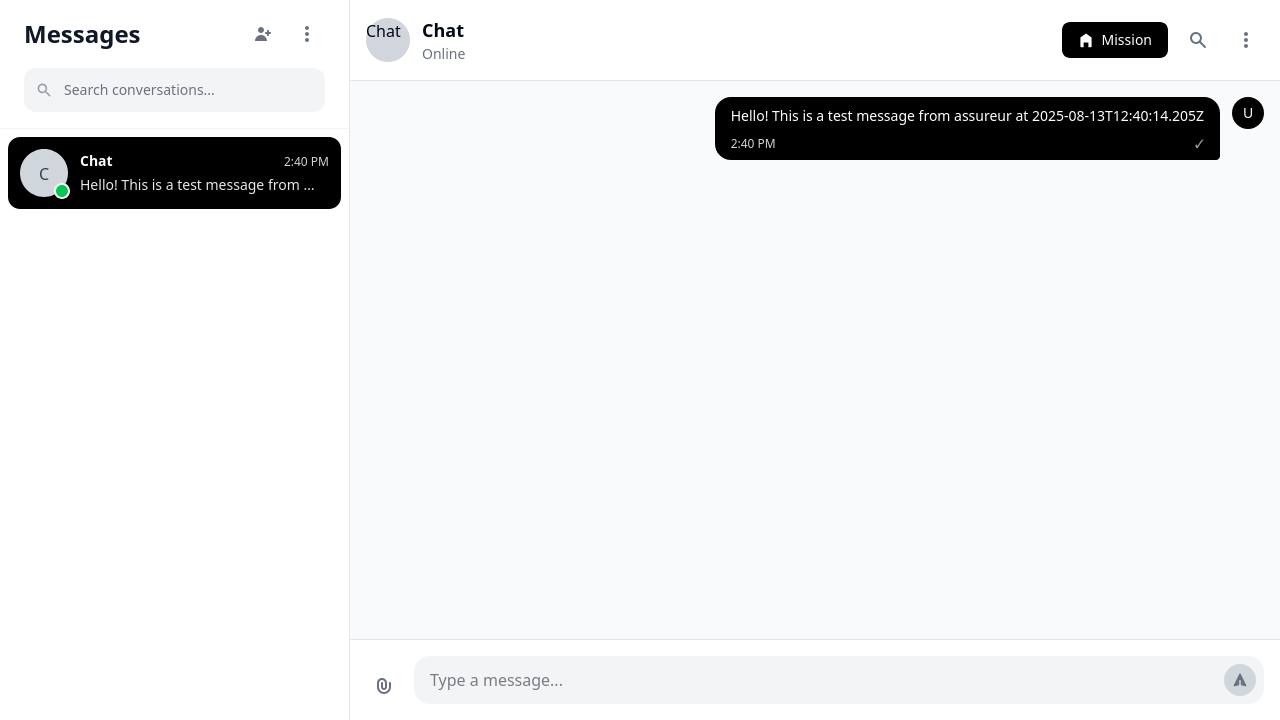 Messages
Search conversations...
C
Chat
2:40 PM
Hello! This is a test message from ...
Chat
Chat
Online
Mission
Hello! This is a test message from assureur at 2025-08-13T12:40:14.205Z
2:40 PM
✓
U
Type a message...